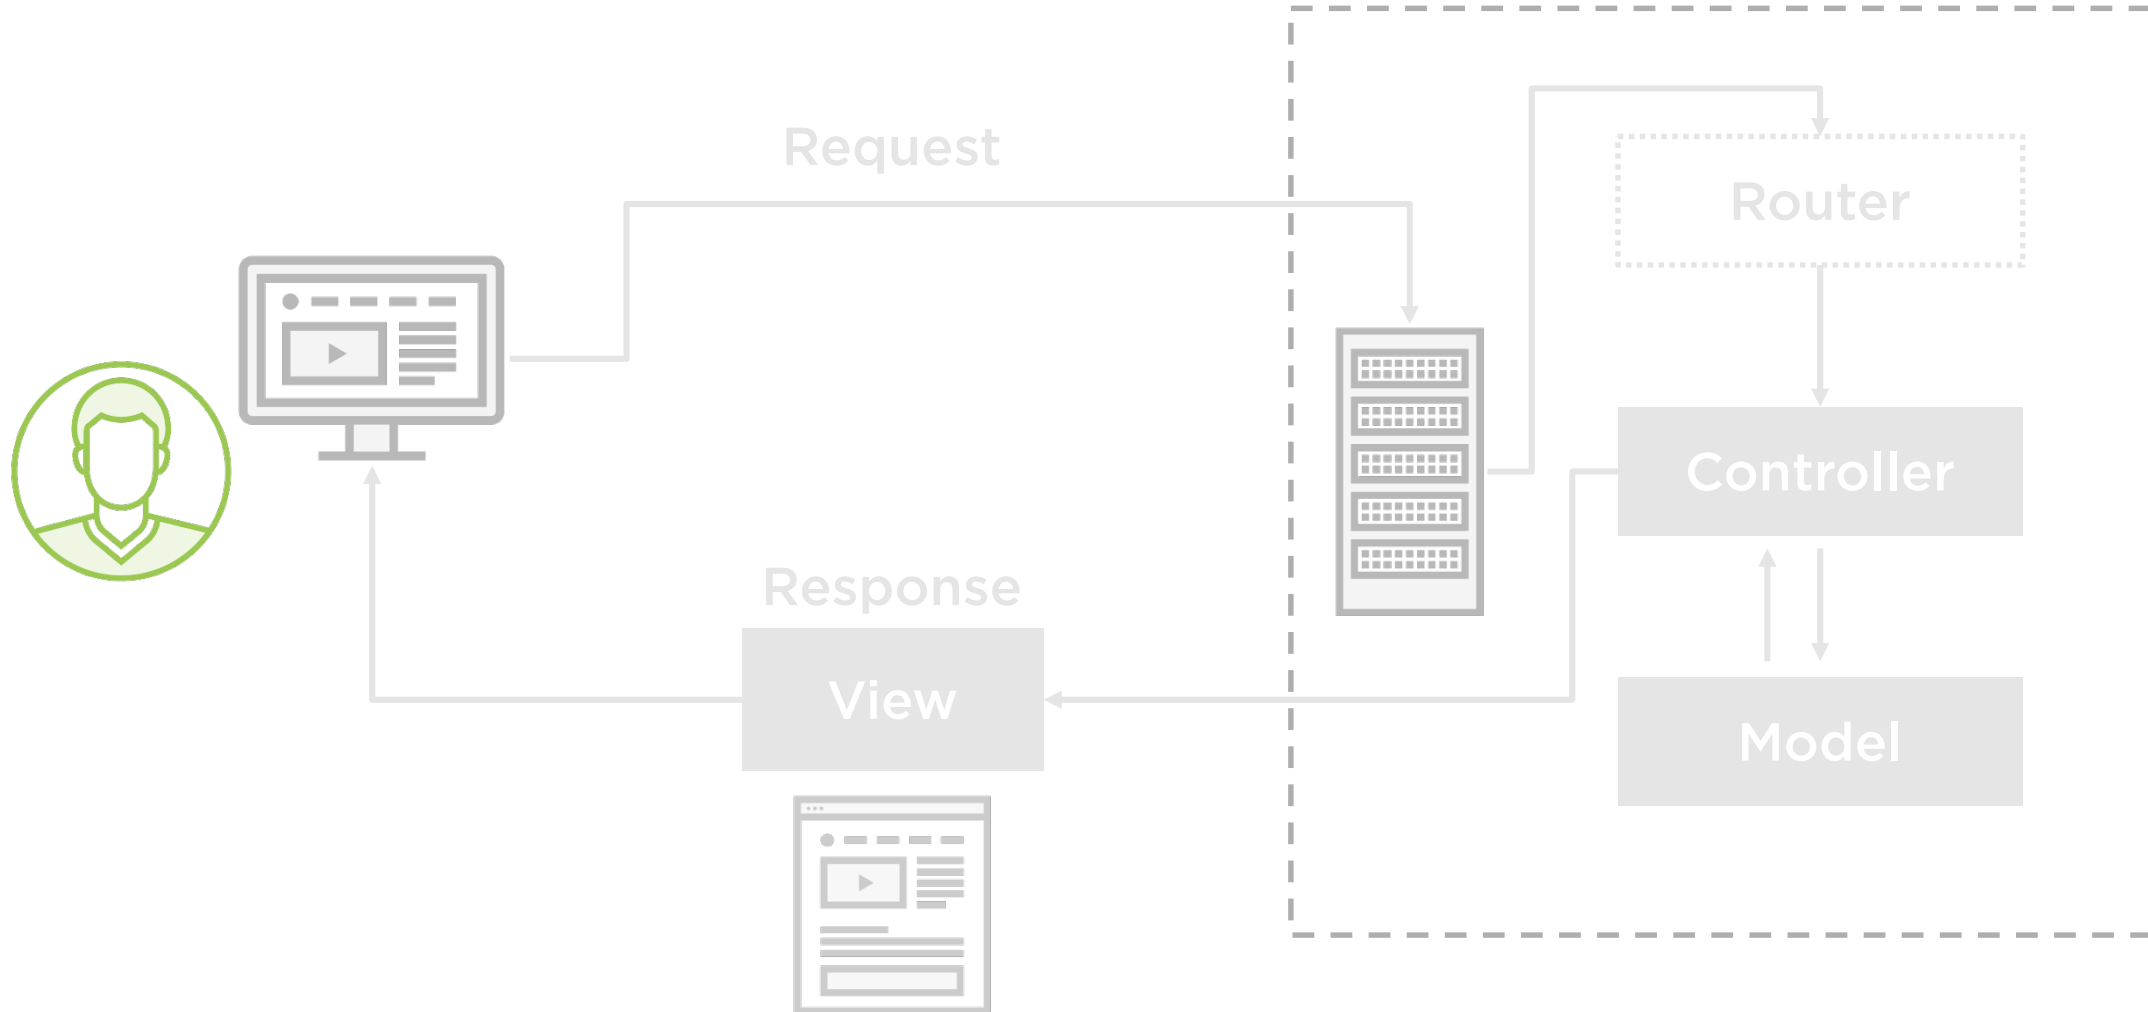 Request
Router
Controller
Response
View
Model